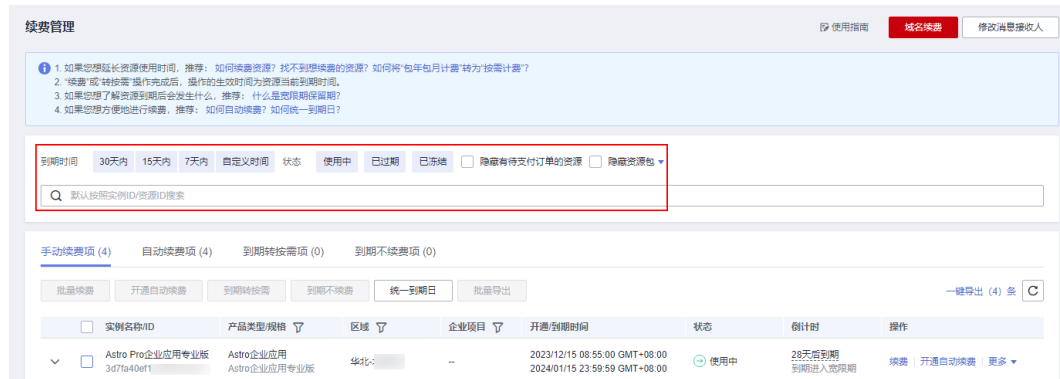 续费管理
使用指南
域名续费
修改消息接收人
1. 如果您想延长资源使用时间，推荐： 如何续费资源？找不到想续费的资源？如何将“包年包月计费”转为“按需计费”？
2. “续费”或“转按需”操作完成后，操作的生效时间为资源当前到期时间。
3. 如果您想了解资源到期后会发生什么，推荐： 什么是宽限期保留期？
4. 如果您想方便地进行续费，推荐： 如何自动续费？如何统一到期日？
到期时间 30天内 15天内 7天内 自定义时间 状态 使用中 已过期 已冻结 隐藏有待支付订单的资源 隐藏资源包
默认按照实例ID/资源ID搜索
手动续费项 (4) 自动续费项 (4) 到期转按需项 (0) 到期不续费项 (0)
批量续费 开通自动续费 到期转按需 到期不续费 统一到期日 批量导出 一键导出（4）条
实例名称/ID 产品类型/规格 区域 企业项目 开通/到期时间 状态 倒计时 操作
Astro Pro企业应用专业版 Astro企业应用 华北- -- 2023/12/15 08:55:00 GMT+08:00 使用中 28天后到期 续费 开通自动续费 更多
3d7fa40ef1 Astro企业应用专业版 2024/01/15 23:59:59 GMT+08:00 到期进入宽限期